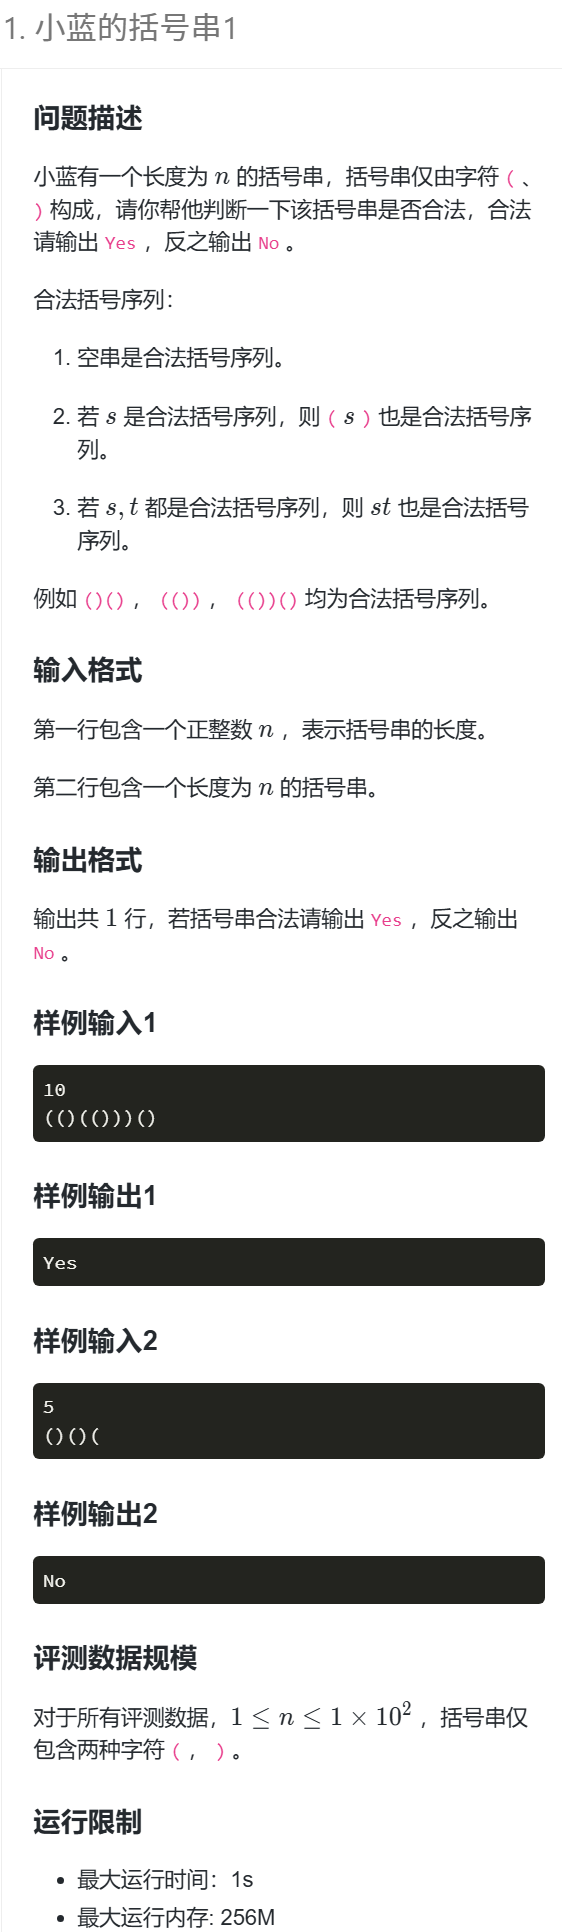 1. 小蓝的括号串1
问题描述
小蓝有一个长度为 n 的括号串，括号串仅由字符 ( 、
) 构成，请你帮他判断一下该括号串是否合法，合法
请输出 Yes ，反之输出 No 。
合法括号序列：
1. 空串是合法括号序列。
2. 若 s 是合法括号序列，则 ( s ) 也是合法括号序
列。
3. 若 s, t 都是合法括号序列，则 st 也是合法括号
序列。
例如 ()() ， (()) ， (())() 均为合法括号序列。
输入格式
第一行包含一个正整数 n ，表示括号串的长度。
第二行包含一个长度为 n 的括号串。
输出格式
输出共 1 行，若括号串合法请输出 Yes ，反之输出
No 。
样例输入1
10
(()(()))()
样例输出1
Yes
样例输入2
5
()()(
样例输出2
No
评测数据规模
对于所有评测数据，1 ≤ n ≤ 1 × 10² ，括号串仅
包含两种字符 ( ， ) 。
运行限制
• 最大运行时间：1s
• 最大运行内存: 256M